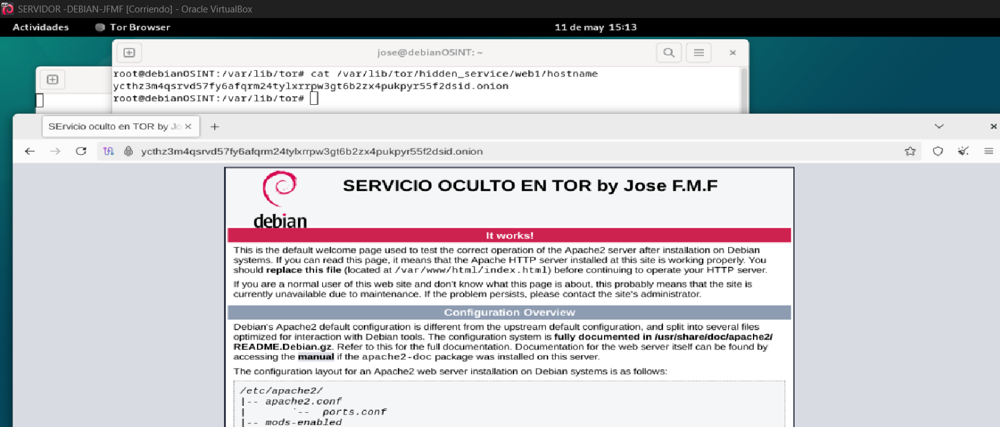 SERVIDOR -DEBIAN-JFMF [Corriendo] - Oracle VirtualBox
Actividades Tor Browser 11 de may 15:13
jose@debianOSINT: ~
root@debianOSINT:/var/lib/tor# cat /var/lib/tor/hidden_service/web1/hostname
ycthz3m4qsrvd57fy6afqrm24tylxrrpw3gt6b2zx4pukpyr55f2dsid.onion
root@debianOSINT:/var/lib/tor#
SErvicio oculto en TOR by Jo
ycthz3m4qsrvd57fy6afqrm24tylxrrpw3gt6b2zx4pukpyr55f2dsid.onion
debian
SERVICIO OCULTO EN TOR by Jose F.M.F
It works!
This is the default welcome page used to test the correct operation of the Apache2 server after installation on Debian
systems. If you can read this page, it means that the Apache HTTP server installed at this site is working properly. You
should replace this file (located at /var/www/html/index.html) before continuing to operate your HTTP server.
If you are a normal user of this web site and don't know what this page is about, this probably means that the site is
currently unavailable due to maintenance. If the problem persists, please contact the site's administrator.
Configuration Overview
Debian's Apache2 default configuration is different from the upstream default configuration, and split into several files
optimized for interaction with Debian tools. The configuration system is fully documented in /usr/share/doc/apache2/
README.Debian.gz. Refer to this for the full documentation. Documentation for the web server itself can be found by
accessing the manual if the apache2-doc package was installed on this server.
The configuration layout for an Apache2 web server installation on Debian systems is as follows:
/etc/apache2/
|-- apache2.conf
| `-- ports.conf
|-- mods-enabled